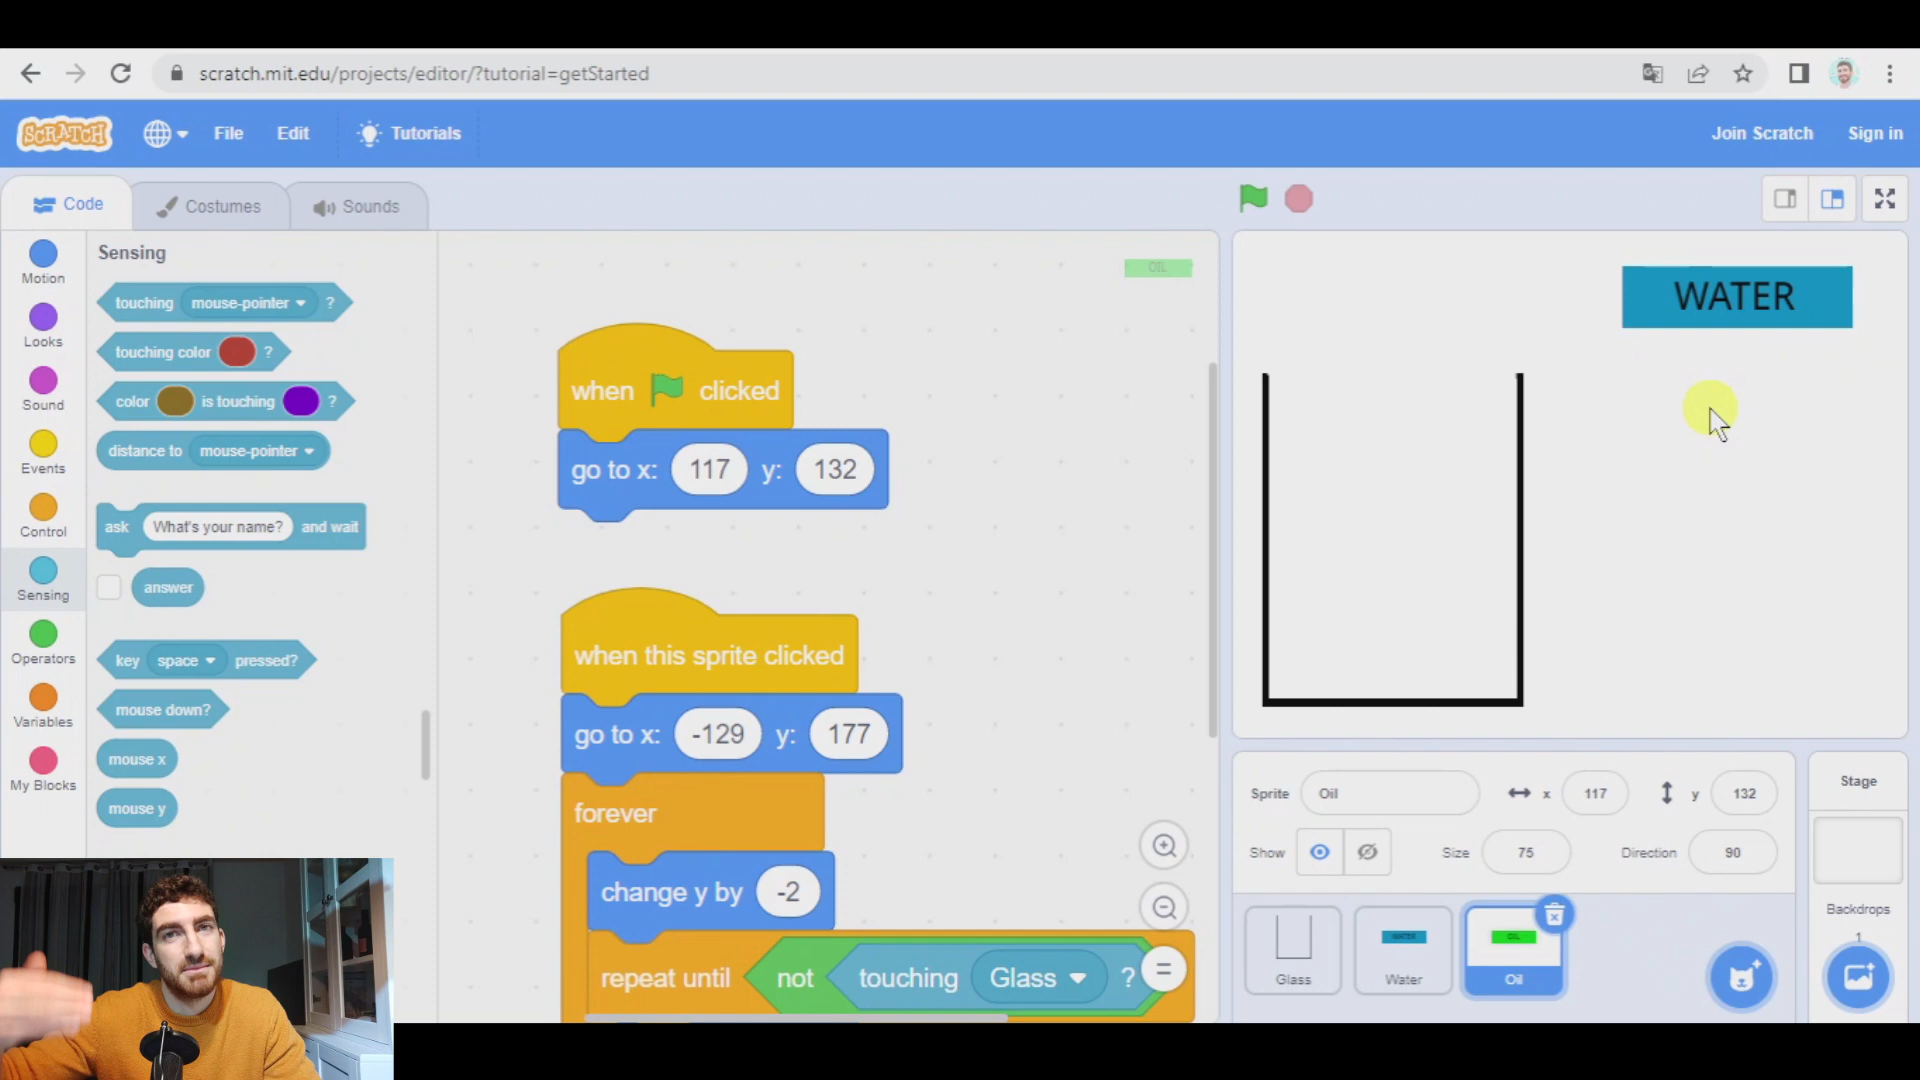 scratch.mit.edu/projects/editor/?tutorial=getStarted
SCRATCH File Edit Tutorials Join Scratch Sign in
Code Costumes Sounds
Motion
Looks
Sound
Events
Control
Sensing
Operators
Variables
My Blocks
Sensing
touching mouse-pointer ?
touching color ?
color is touching ?
distance to mouse-pointer
ask What's your name? and wait
answer
key space pressed?
mouse down?
mouse x
mouse y
OIL
when clicked
go to x: 117 y: 132
when this sprite clicked
go to x: -129 y: 177
forever
change y by -2
repeat until not touching Glass ?
WATER
Sprite Oil x 117 y 132
Show Size 75 Direction 90
Glass
WATER
Water
OIL
Oil
Stage
Backdrops
1